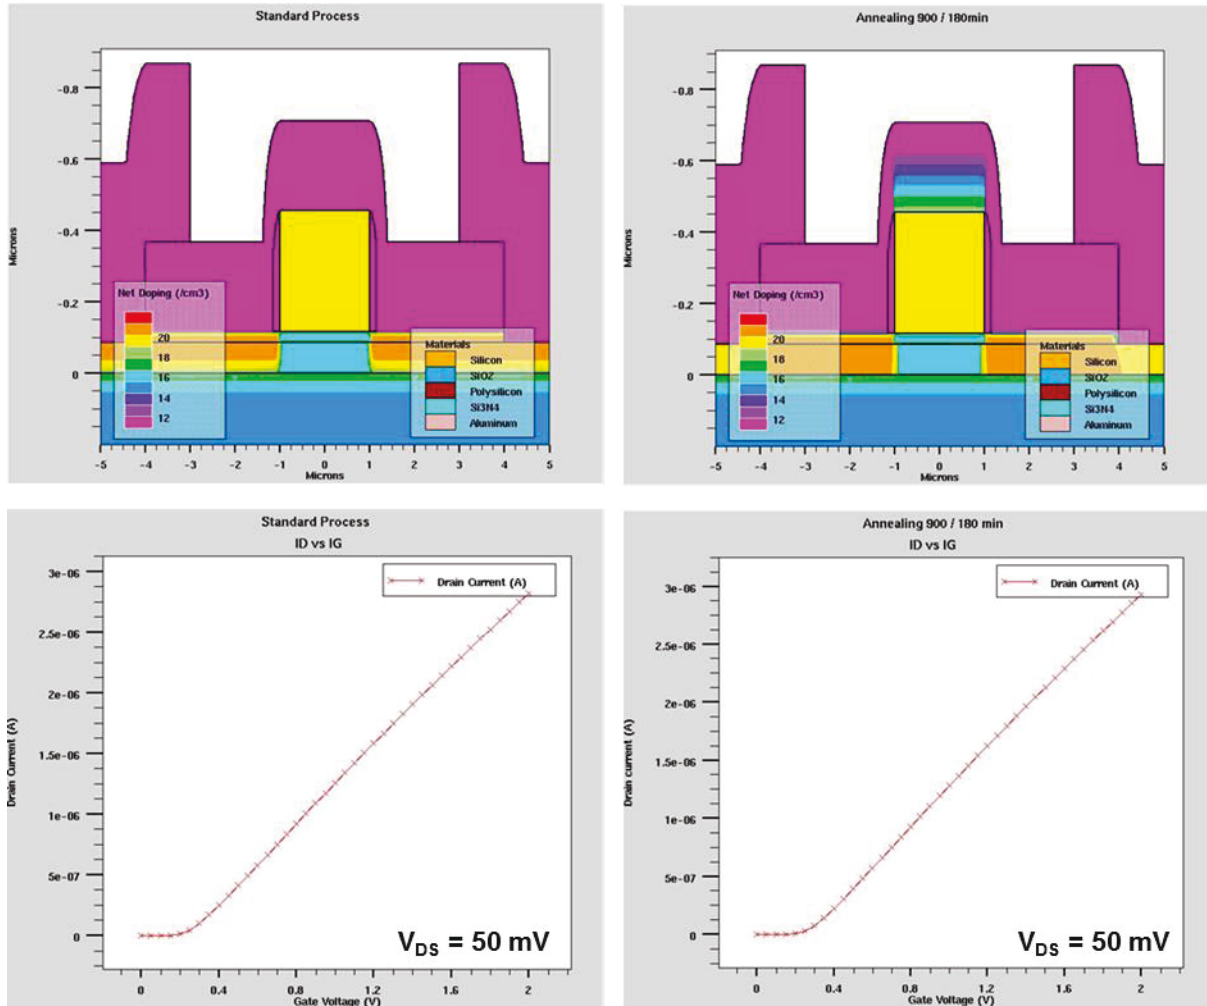 Standard Process
Microns
-0.8
-0.6
-0.4
-0.2
0
Net Doping (/cm3)
20
18
16
14
12
Materials
Silicon
SiO2
Polysilicon
Si3N4
Aluminum
-5 -4 -3 -2 -1 0 1 2 3 4 5
Microns
Annealing 900 / 180min
Microns
-0.8
-0.6
-0.4
-0.2
0
Net Doping (/cm3)
20
18
16
14
12
Materials
Silicon
SiO2
Polysilicon
Si3N4
Aluminum
-5 -4 -3 -2 -1 0 1 2 3 4 5
Microns
Standard Process
ID vs IG
Drain Current (A)
Drain Current (A)
3e-06
2.5e-06
2e-06
1.5e-06
1e-06
5e-07
0
V_DS = 50 mV
0 0.4 0.8 1.2 1.6 2
Gate Voltage (V)
Annealing 900 / 180 min
ID vs IG
Drain Current (A)
Drain current (A)
3e-06
2.5e-06
2e-06
1.5e-06
1e-06
5e-07
0
V_DS = 50 mV
0 0.4 0.8 1.2 1.6 2
Gate Voltage (V)